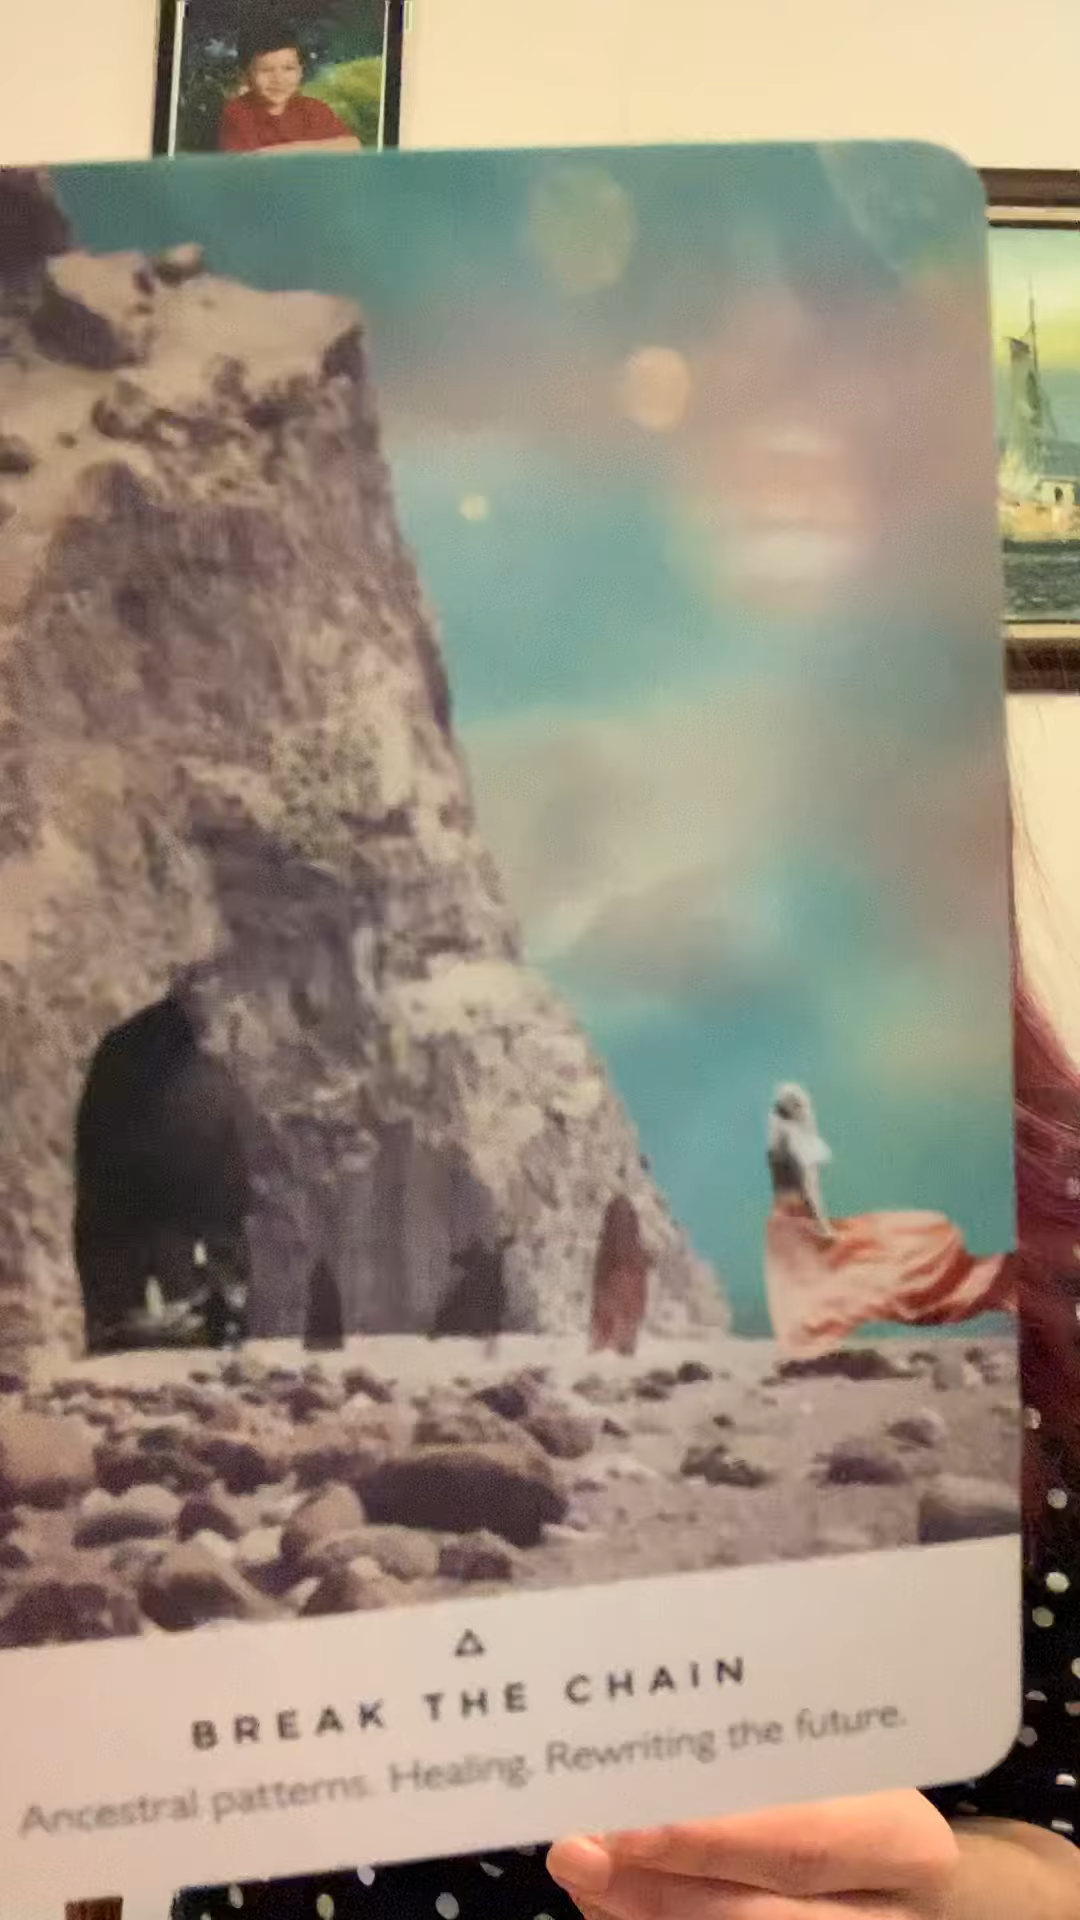 BREAK THE CHAIN
Ancestral patterns. Healing. Rewriting the future.